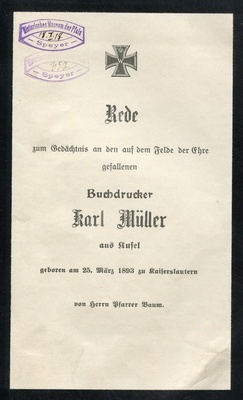 Historisches Museum der Pfalz
Speyer
Speyer
Rede
zum Gedächtnis an den auf dem Felde der Ehre
gefallenen
Buchdrucker
Karl Müller
aus Kusel
geboren am 25. März 1893 zu Kaiserslautern
von Herrn Pfarrer Baum.